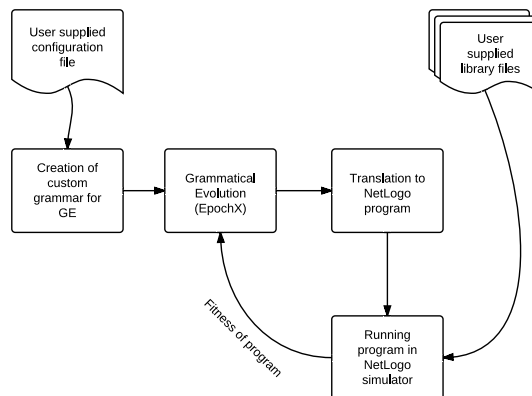 User supplied
configuration
file
User
supplied
library files
Creation of
custom
grammar for
GE
Grammatical
Evolution
(EpochX)
Translation to
NetLogo
program
Fitness of program
Running
program in
NetLogo
simulator